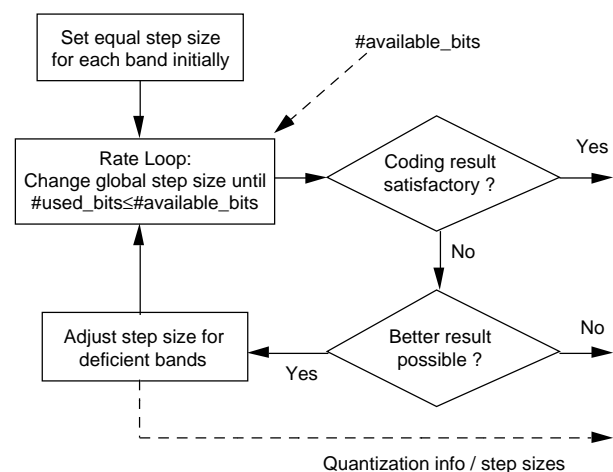 Set equal step size
for each band initially
#available_bits
Rate Loop:
Change global step size until
#used_bits≤#available_bits
Coding result
satisfactory ?
Yes
No
Adjust step size for
deficient bands
Yes
Better result
possible ?
No
Quantization info / step sizes